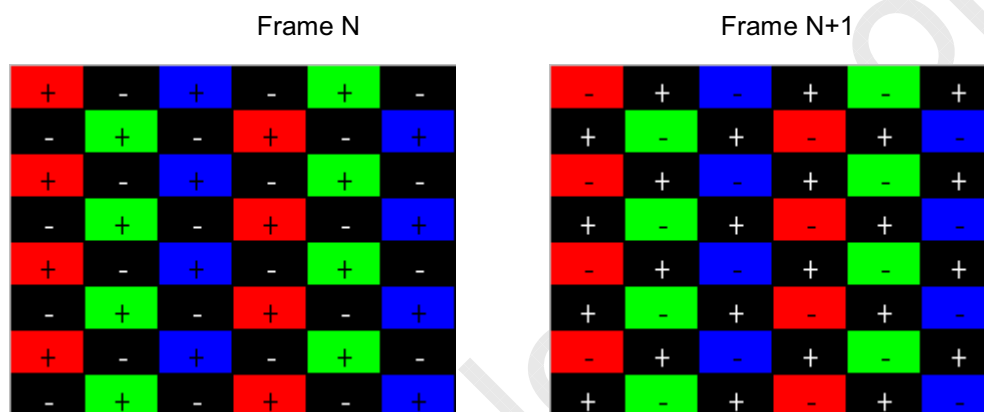 Frame N Frame N+1
+ - + - + - - + - + - +
- + - + - + + - + - + -
+ - + - + - - + - + - +
- + - + - + + - + - + -
+ - + - + - - + - + - +
- + - + - + + - + - + -
+ - + - + - - + - + - +
- + - + - + + - + - + -